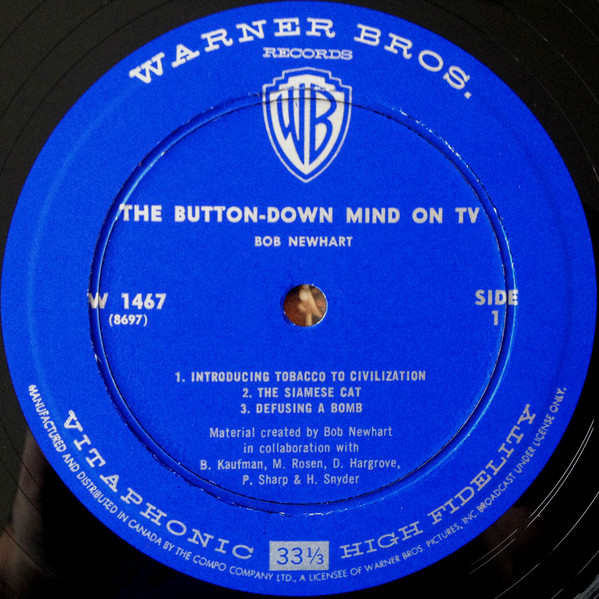 WARNER BROS.
RECORDS
WB
THE BUTTON-DOWN MIND ON TV
BOB NEWHART
W 1467
(8697)
SIDE
1
1. INTRODUCING TOBACCO TO CIVILIZATION
2. THE SIAMESE CAT
3. DEFUSING A BOMB
Material created by Bob Newhart
in collaboration with
B. Kaufman, M. Rosen, D. Hargrove,
P. Sharp & H. Snyder
VITAPHONIC
33⅓
HIGH FIDELITY
MANUFACTURED AND DISTRIBUTED IN CANADA BY THE COMPO COMPANY LTD., A LICENSEE OF WARNER BROS PICTURES, INC. BROADCAST UNDER LICENSE ONLY.